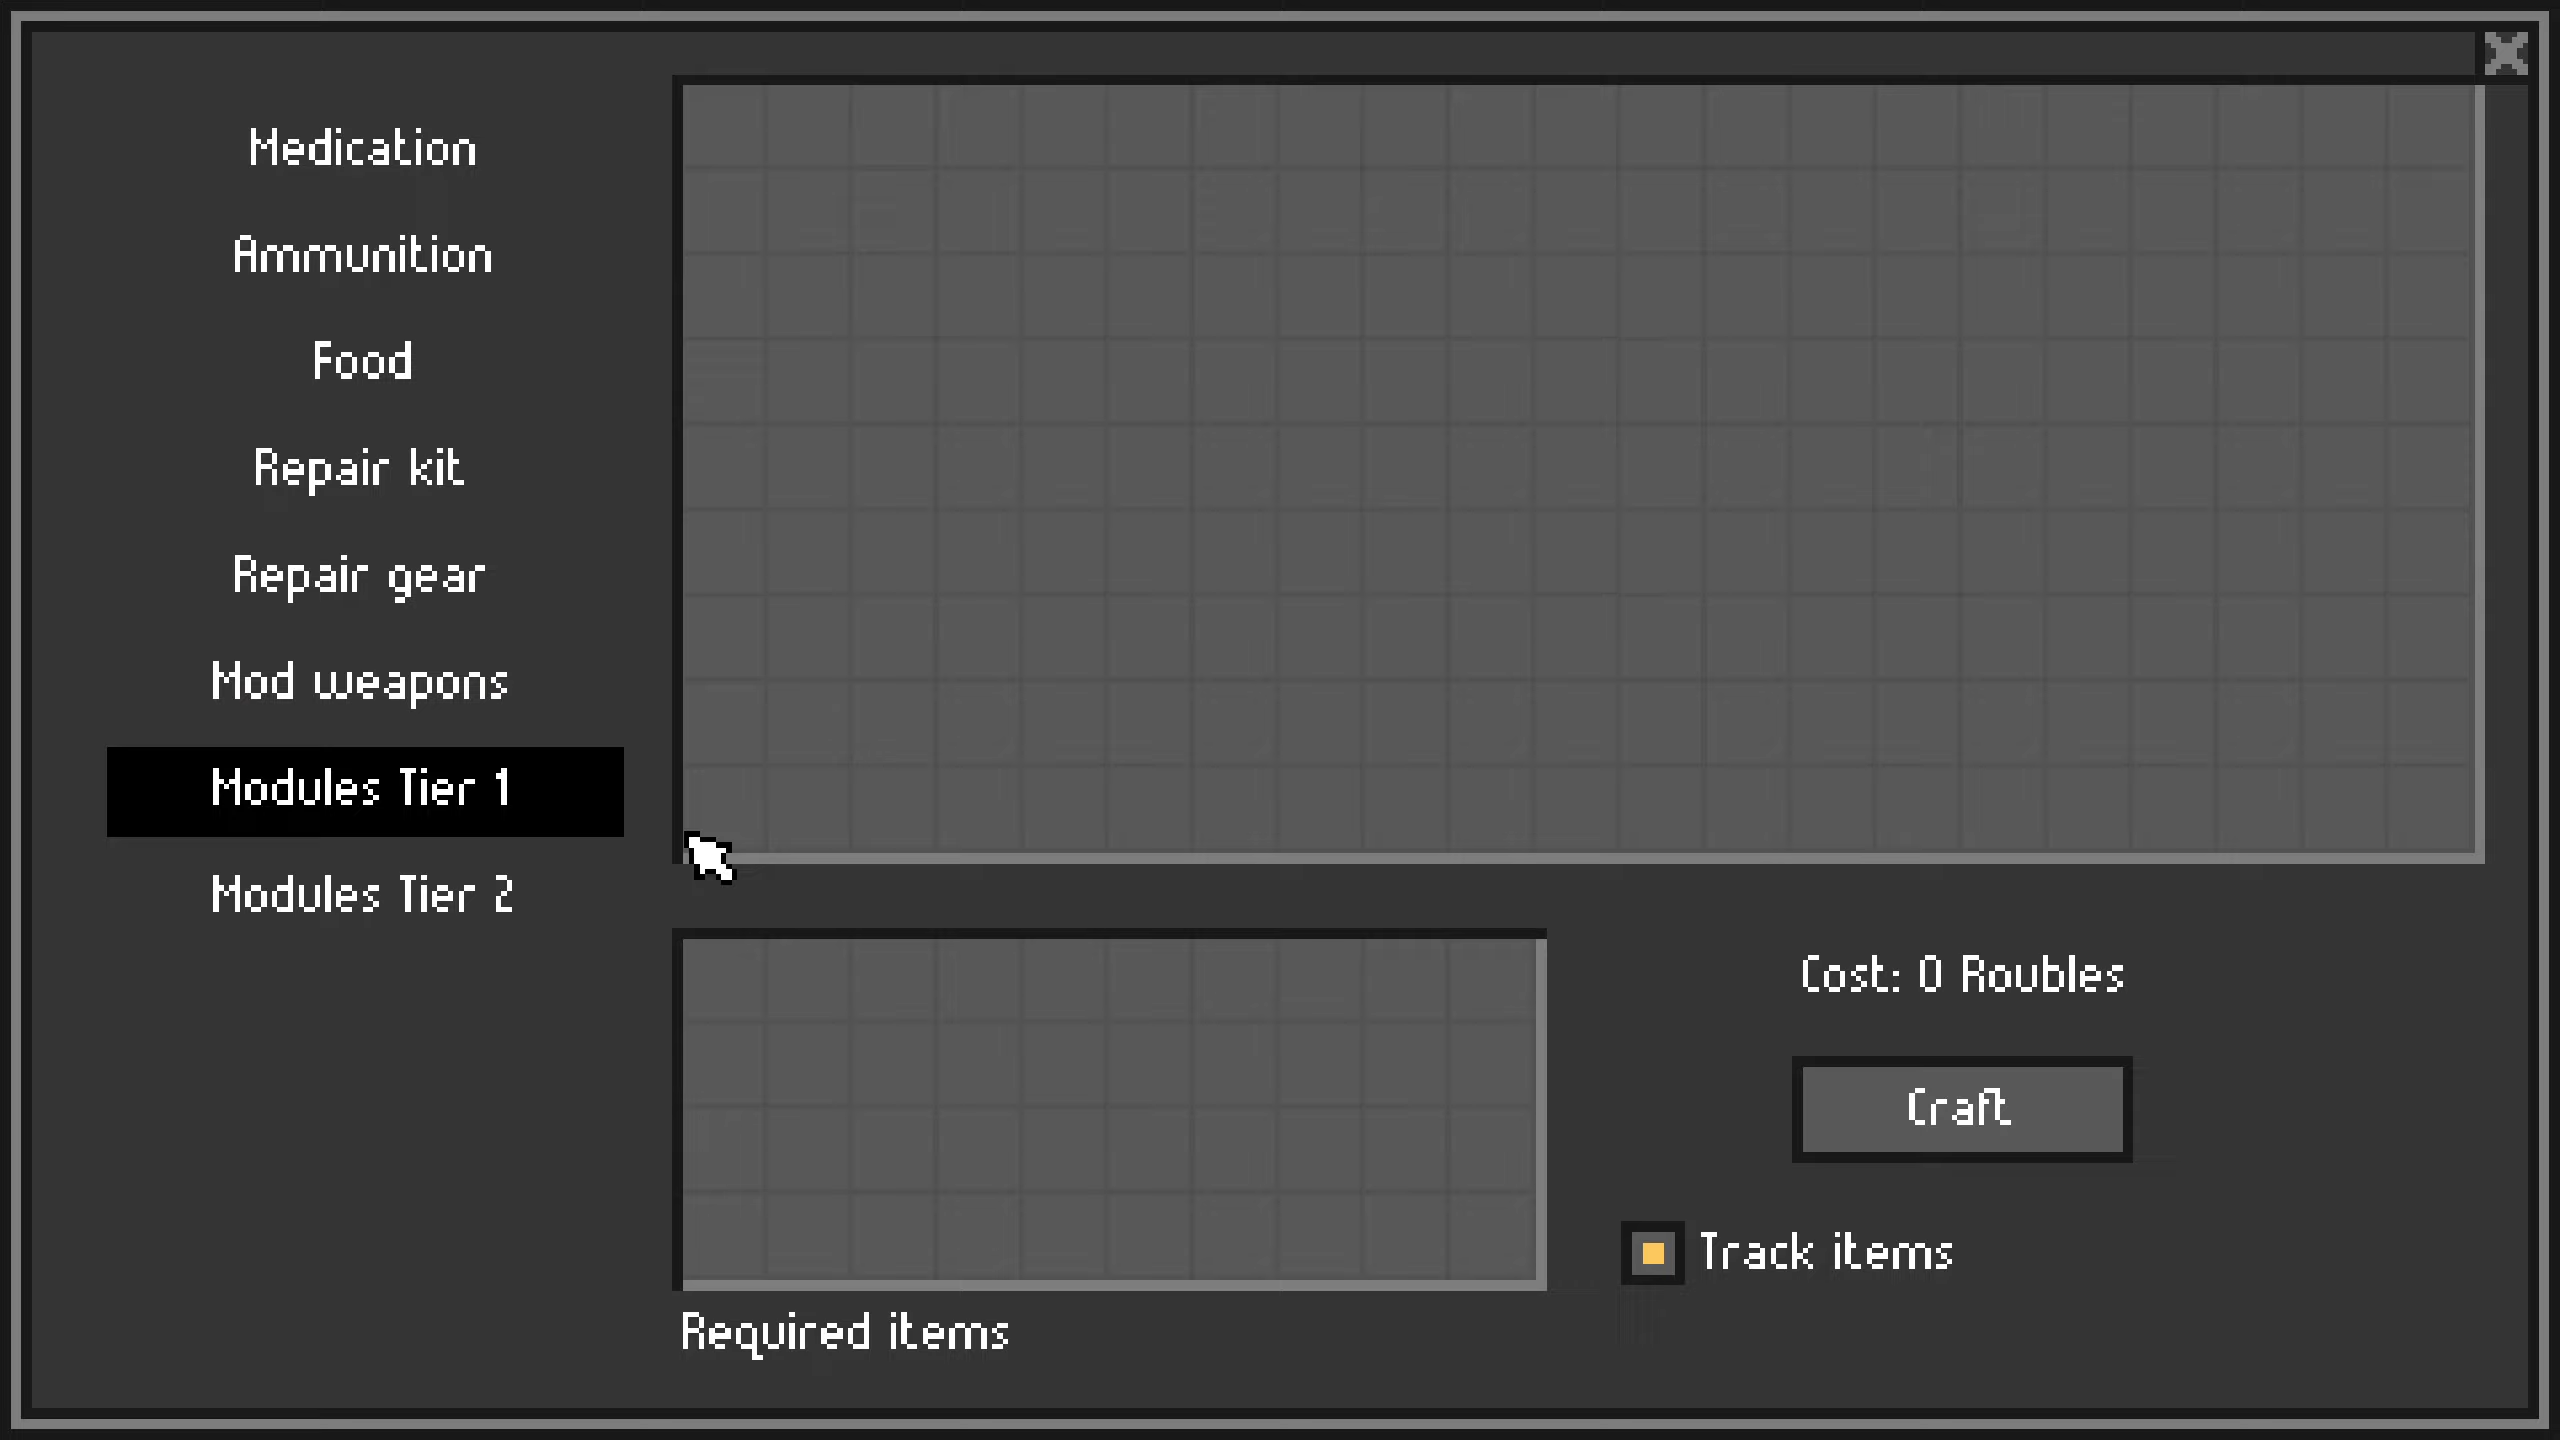 Medication
Ammunition
Food
Repair kit
Repair gear
Mod weapons
Modules Tier 1
Modules Tier 2
Cost: 0 Roubles
Craft
Track items
Required items